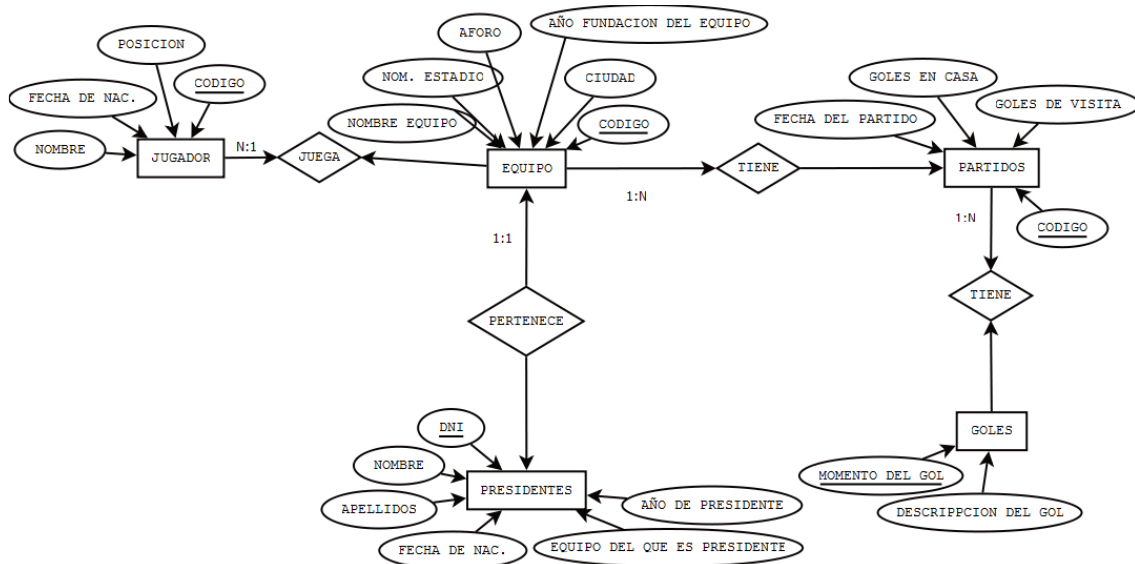 AÑO FUNDACION DEL EQUIPO
AFORO
POSICION
NOM. ESTADIO
CIUDAD
GOLES EN CASA
CODIGO
FECHA DE NAC.
GOLES DE VISITA
NOMBRE EQUIPO
CODIGO
FECHA DEL PARTIDO
NOMBRE
JUGADOR
N:1
JUEGA
EQUIPO
1:N
TIENE
PARTIDOS
1:N
CODIGO
1:1
TIENE
PERTENECE
DNI
GOLES
NOMBRE
MOMENTO DEL GOL
PRESIDENTES
APELLIDOS
AÑO DE PRESIDENTE
DESCRIPPCION DEL GOL
FECHA DE NAC.
EQUIPO DEL QUE ES PRESIDENTE